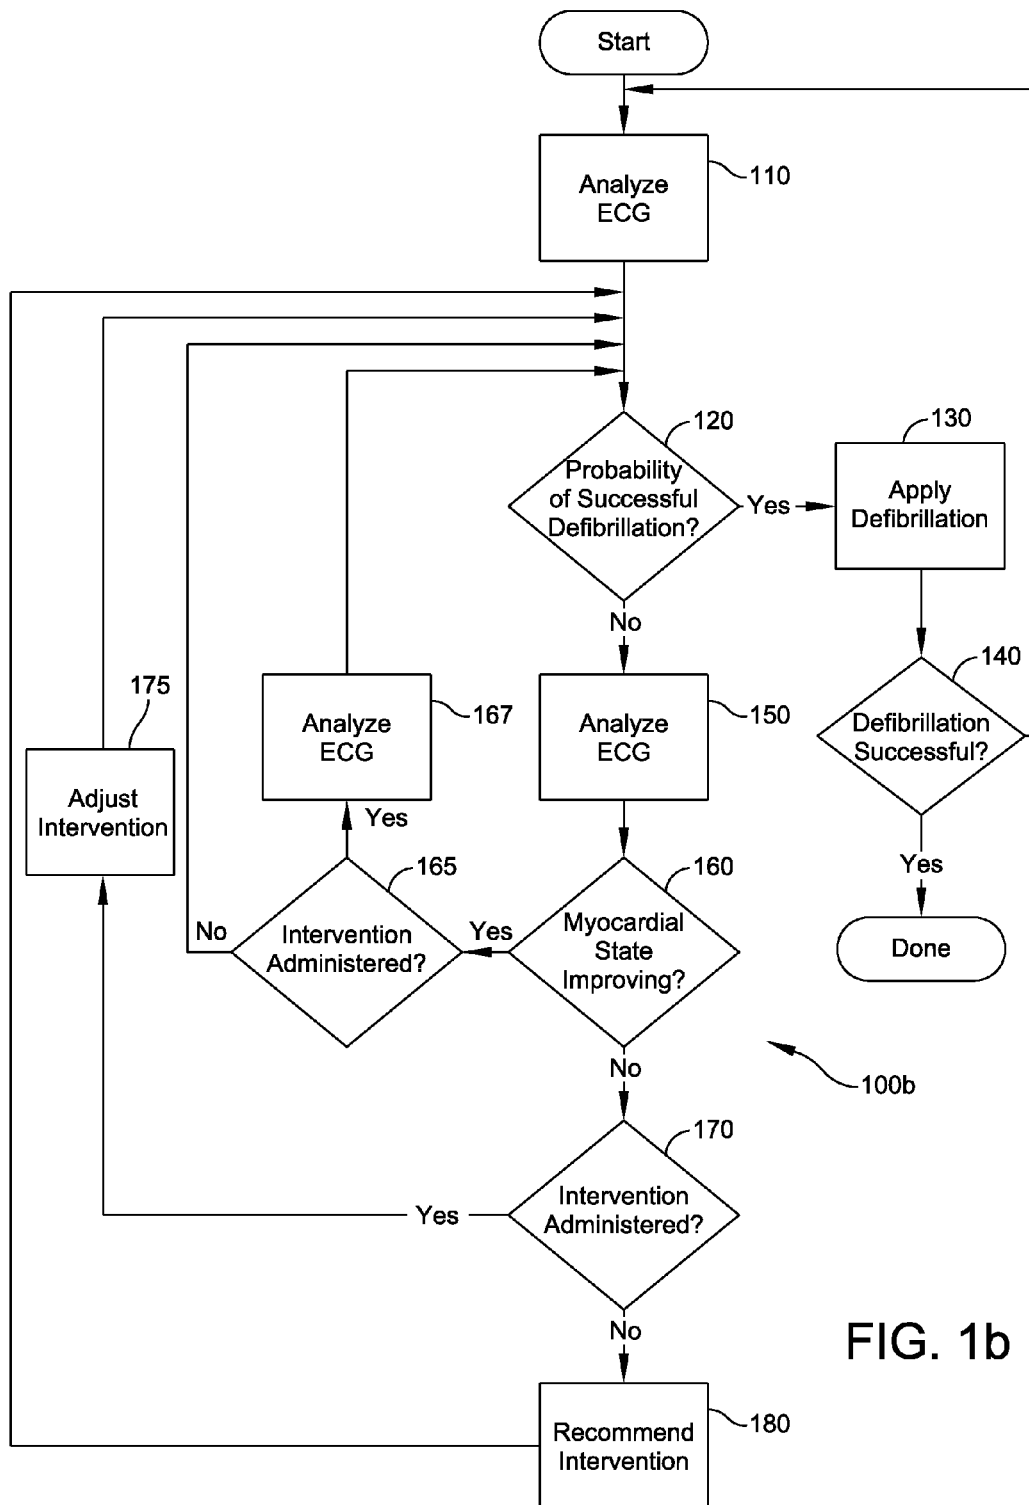 Start
Analyze
ECG
110
120
Probability
of Successful
Defibrillation?
Yes
130
Apply
Defibrillation
No
140
Defibrillation
Successful?
Yes
Done
175
Adjust
Intervention
Analyze
ECG
167
Analyze
ECG
150
Yes
165
Intervention
Administered?
No
Yes
160
Myocardial
State
Improving?
No
100b
170
Intervention
Administered?
Yes
No
FIG. 1b
Recommend
Intervention
180